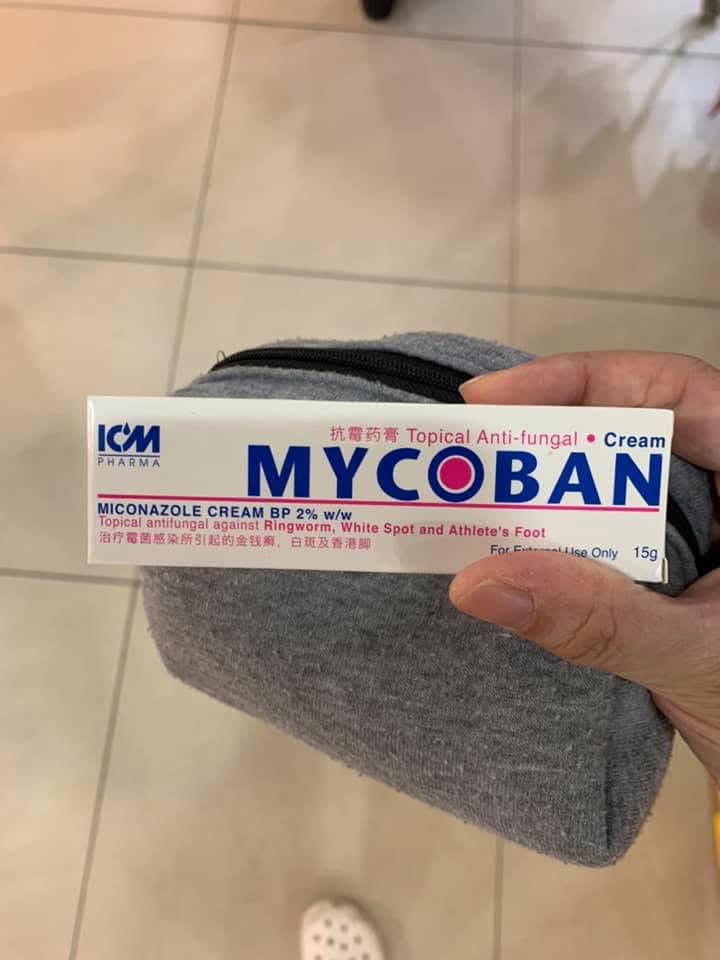 ICM
PHARMA
抗霉药膏 Topical Anti-fungal • Cream
MYCOBAN
MICONAZOLE CREAM BP 2% w/w
Topical antifungal against Ringworm, White Spot and Athlete's Foot
治疗霉菌感染所引起的金钱癣、白斑及香港脚
For External Use Only 15g